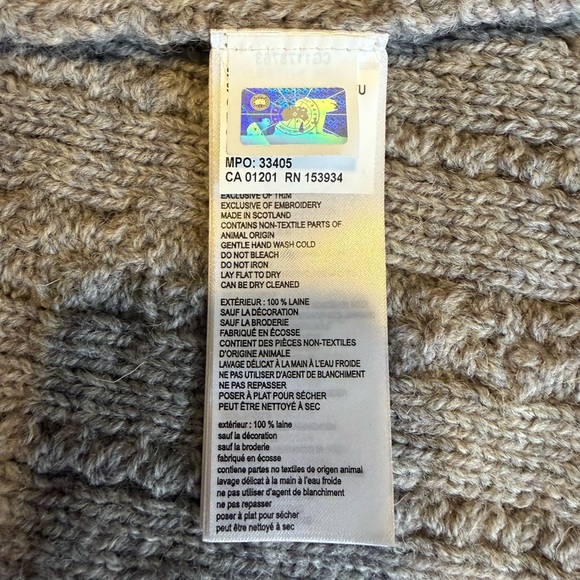 CG1178753
U
MPO: 33405
CA 01201 RN 153934
EXCLUSIVE OF TRIM
EXCLUSIVE OF EMBROIDERY
MADE IN SCOTLAND
CONTAINS NON-TEXTILE PARTS OF
ANIMAL ORIGIN
GENTLE HAND WASH COLD
DO NOT BLEACH
DO NOT IRON
LAY FLAT TO DRY
CAN BE DRY CLEANED
EXTÉRIEUR : 100 % LAINE
SAUF LA DÉCORATION
SAUF LA BRODERIE
FABRIQUÉ EN ÉCOSSE
CONTIENT DES PIÈCES NON-TEXTILES
D'ORIGINE ANIMALE
LAVAGE DÉLICAT À LA MAIN À L'EAU FROIDE
NE PAS UTILISER D'AGENT DE BLANCHIMENT
NE PAS REPASSER
POSER À PLAT POUR SÉCHER
PEUT ÊTRE NETTOYÉ À SEC
extérieur : 100 % laine
sauf la décoration
sauf la broderie
fabriqué en écosse
contiene partes no textiles de origen animal
lavage délicat à la main à l'eau froide
ne pas utiliser d'agent de blanchiment
ne pas repasser
poser à plat pour sécher
peut être nettoyé à sec